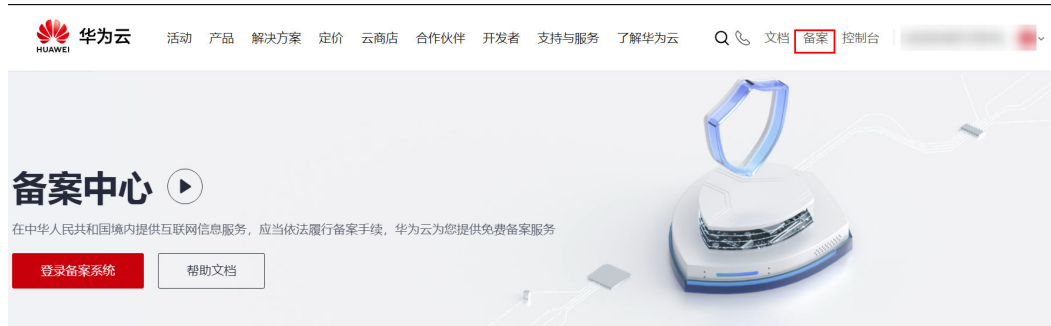 HUAWEI 华为云 活动 产品 解决方案 定价 云商店 合作伙伴 开发者 支持与服务 了解华为云 文档 备案 控制台
备案中心
在中华人民共和国境内提供互联网信息服务，应当依法履行备案手续，华为云为您提供免费备案服务
登录备案系统 帮助文档